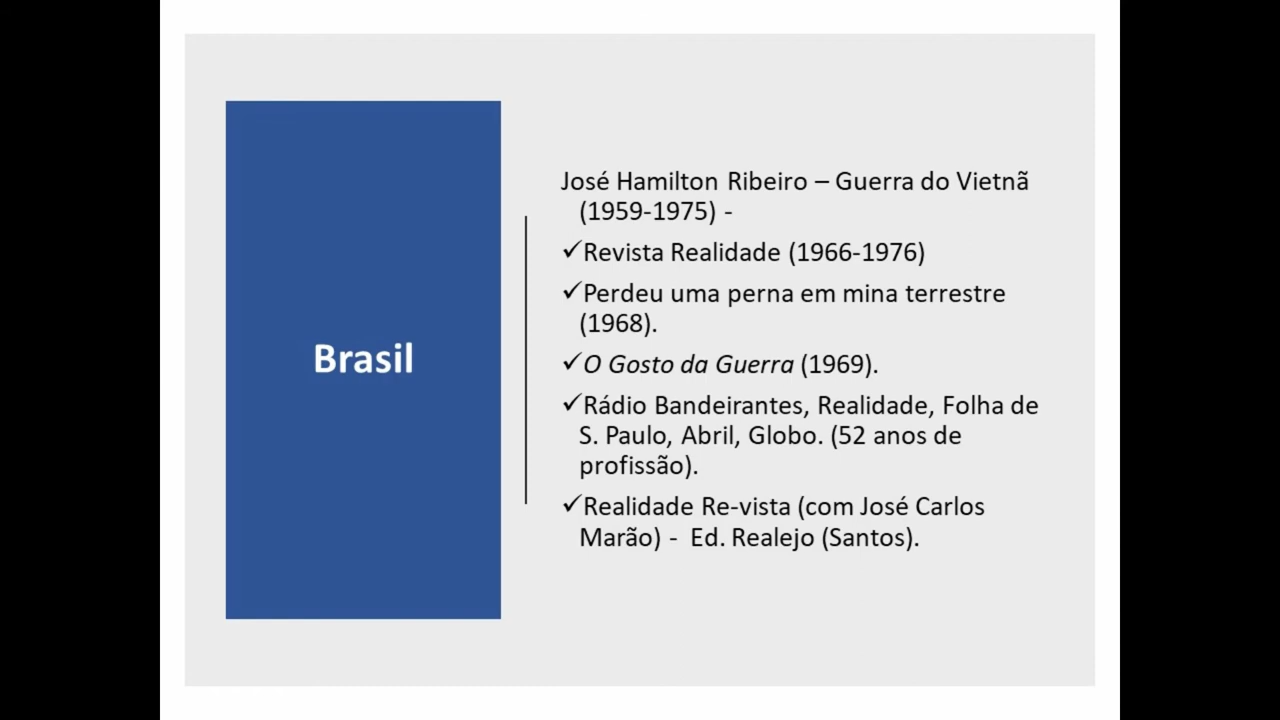 Brasil
José Hamilton Ribeiro – Guerra do Vietnã
(1959-1975) -
✓Revista Realidade (1966-1976)
✓Perdeu uma perna em mina terrestre
(1968).
✓O Gosto da Guerra (1969).
✓Rádio Bandeirantes, Realidade, Folha de
S. Paulo, Abril, Globo. (52 anos de
profissão).
✓Realidade Re-vista (com José Carlos
Marão) -  Ed. Realejo (Santos).